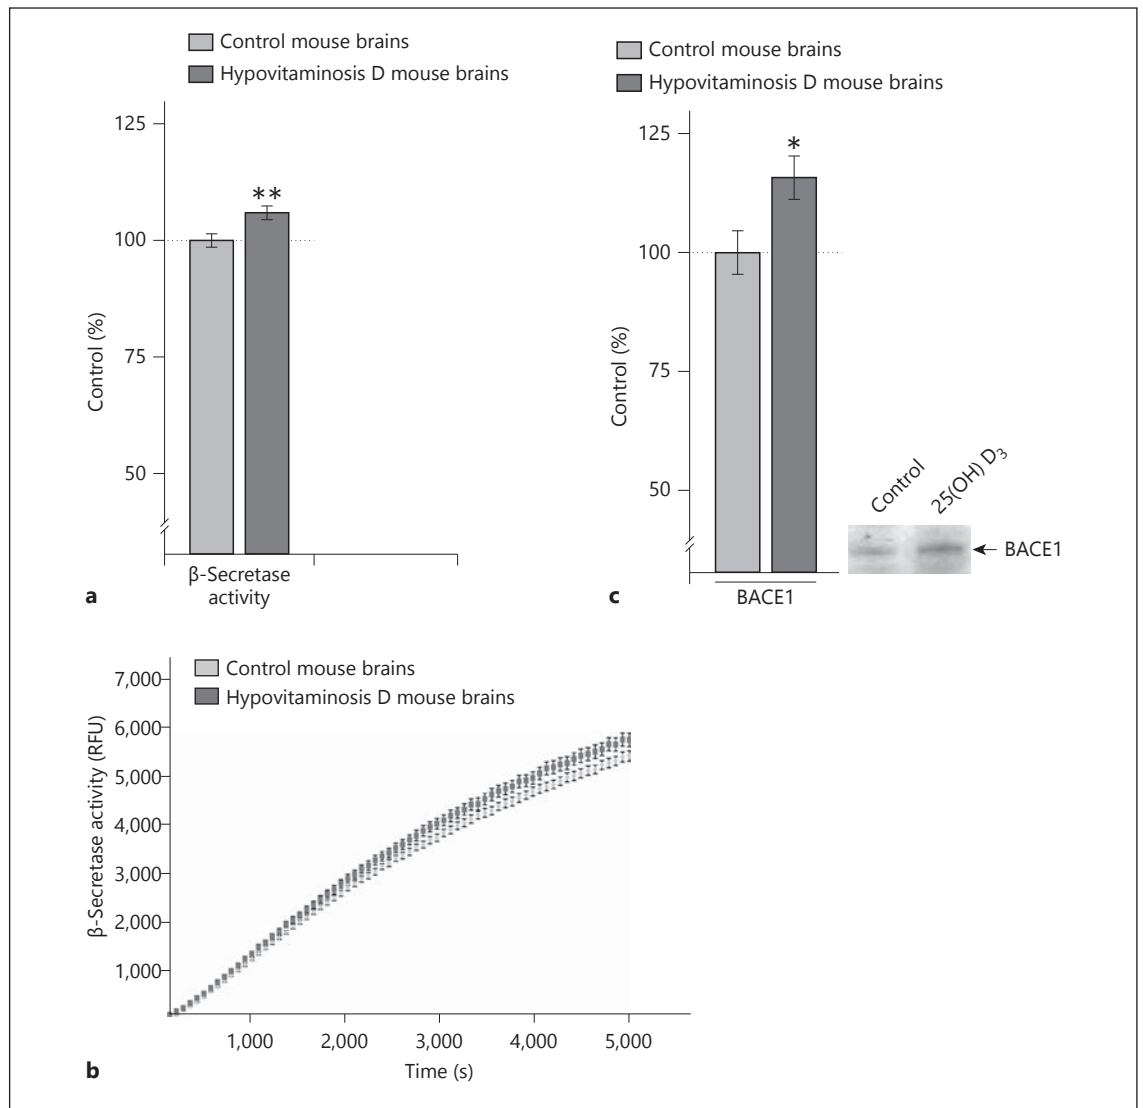 Control mouse brains
Hypovitaminosis D mouse brains
125
100
75
50
Control (%)
**
β-Secretase
activity
a
Control mouse brains
Hypovitaminosis D mouse brains
125
100
75
50
Control (%)
*
BACE1
Control
25(OH) D₃
BACE1
c
Control mouse brains
Hypovitaminosis D mouse brains
7,000
6,000
5,000
4,000
3,000
2,000
1,000
β-Secretase activity (RFU)
1,000 2,000 3,000 4,000 5,000
Time (s)
b